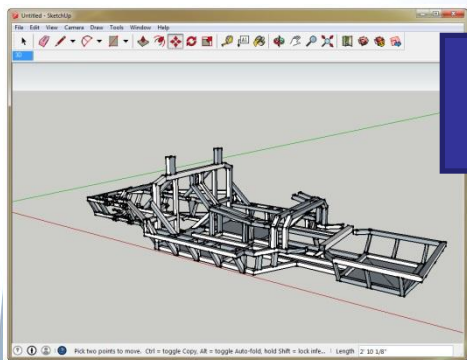 Untitled - SketchUp
File Edit View Camera Draw Tools Window Help
Pick two points to move. Ctrl = toggle Copy, Alt = toggle Auto-fold, hold Shift = lock infe... Length 2' 10 1/8"